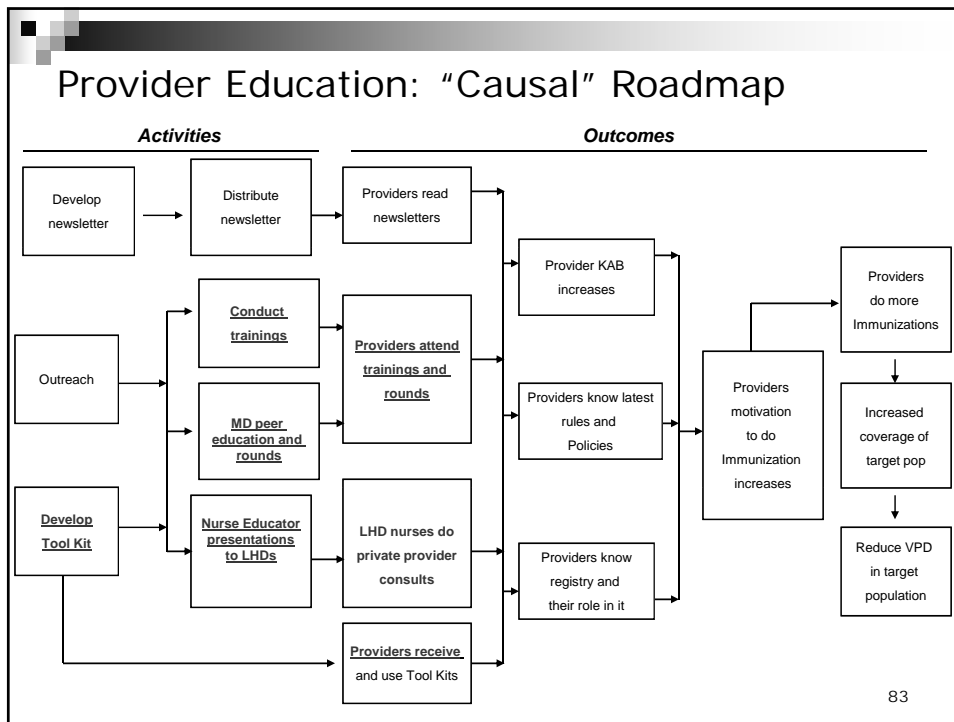 Provider Education: “Causal” Roadmap
Activities
Outcomes
Develop
newsletter
Distribute
newsletter
Providers read
newsletters
Outreach
Conduct
trainings
MD peer
education and
rounds
Providers attend
trainings and
rounds
Develop
Tool Kit
Nurse Educator
presentations
to LHDs
LHD nurses do
private provider
consults
Providers receive
and use Tool Kits
Provider KAB
increases
Providers know latest
rules and
Policies
Providers know
registry and
their role in it
Providers
motivation
to do
Immunization
increases
Providers
do more
Immunizations
Increased
coverage of
target pop
Reduce VPD
in target
population
83